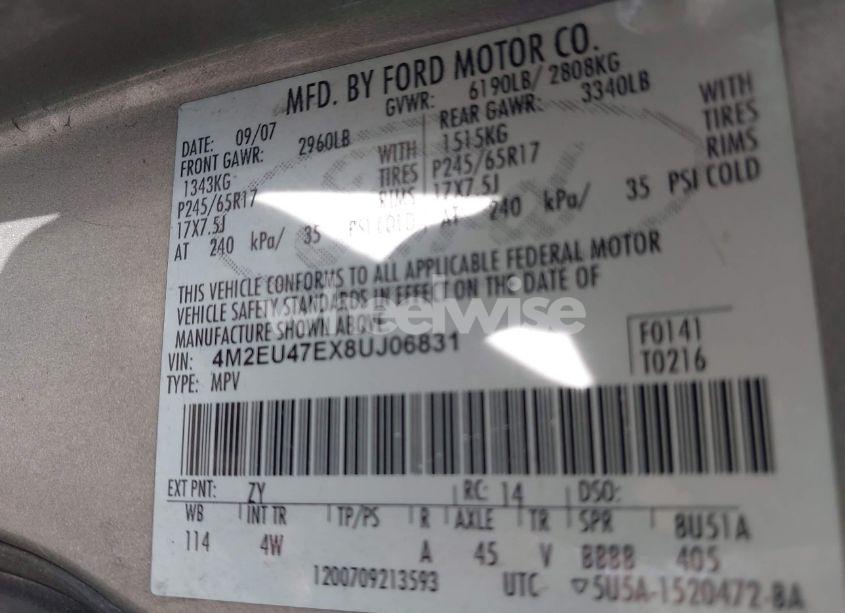 MFD. BY FORD MOTOR CO.
DATE: 09/07 GVWR: 6190LB/ 2808KG
FRONT GAWR: 2960LB REAR GAWR: 3340LB
1343KG WITH 1515KG WITH
P245/65R17 TIRES P245/65R17 TIRES
17X7.5J RIMS 17X7.5J RIMS
AT 240 kPa/ 35 PSI COLD AT 240 kPa/ 35 PSI COLD
THIS VEHICLE CONFORMS TO ALL APPLICABLE FEDERAL MOTOR
VEHICLE SAFETY STANDARDS IN EFFECT ON THE DATE OF
MANUFACTURE SHOWN ABOVE
VIN: 4M2EU47EX8UJ06831 F0141
TYPE: MPV T0216
EXT PNT: ZY RC: 14 DSO:
WB INT TR TP/PS R AXLE TR SPR 8U51A
114 4W A 45 V BBBB 405
1200709213593 UTC ▽5U5A-1520472-BA